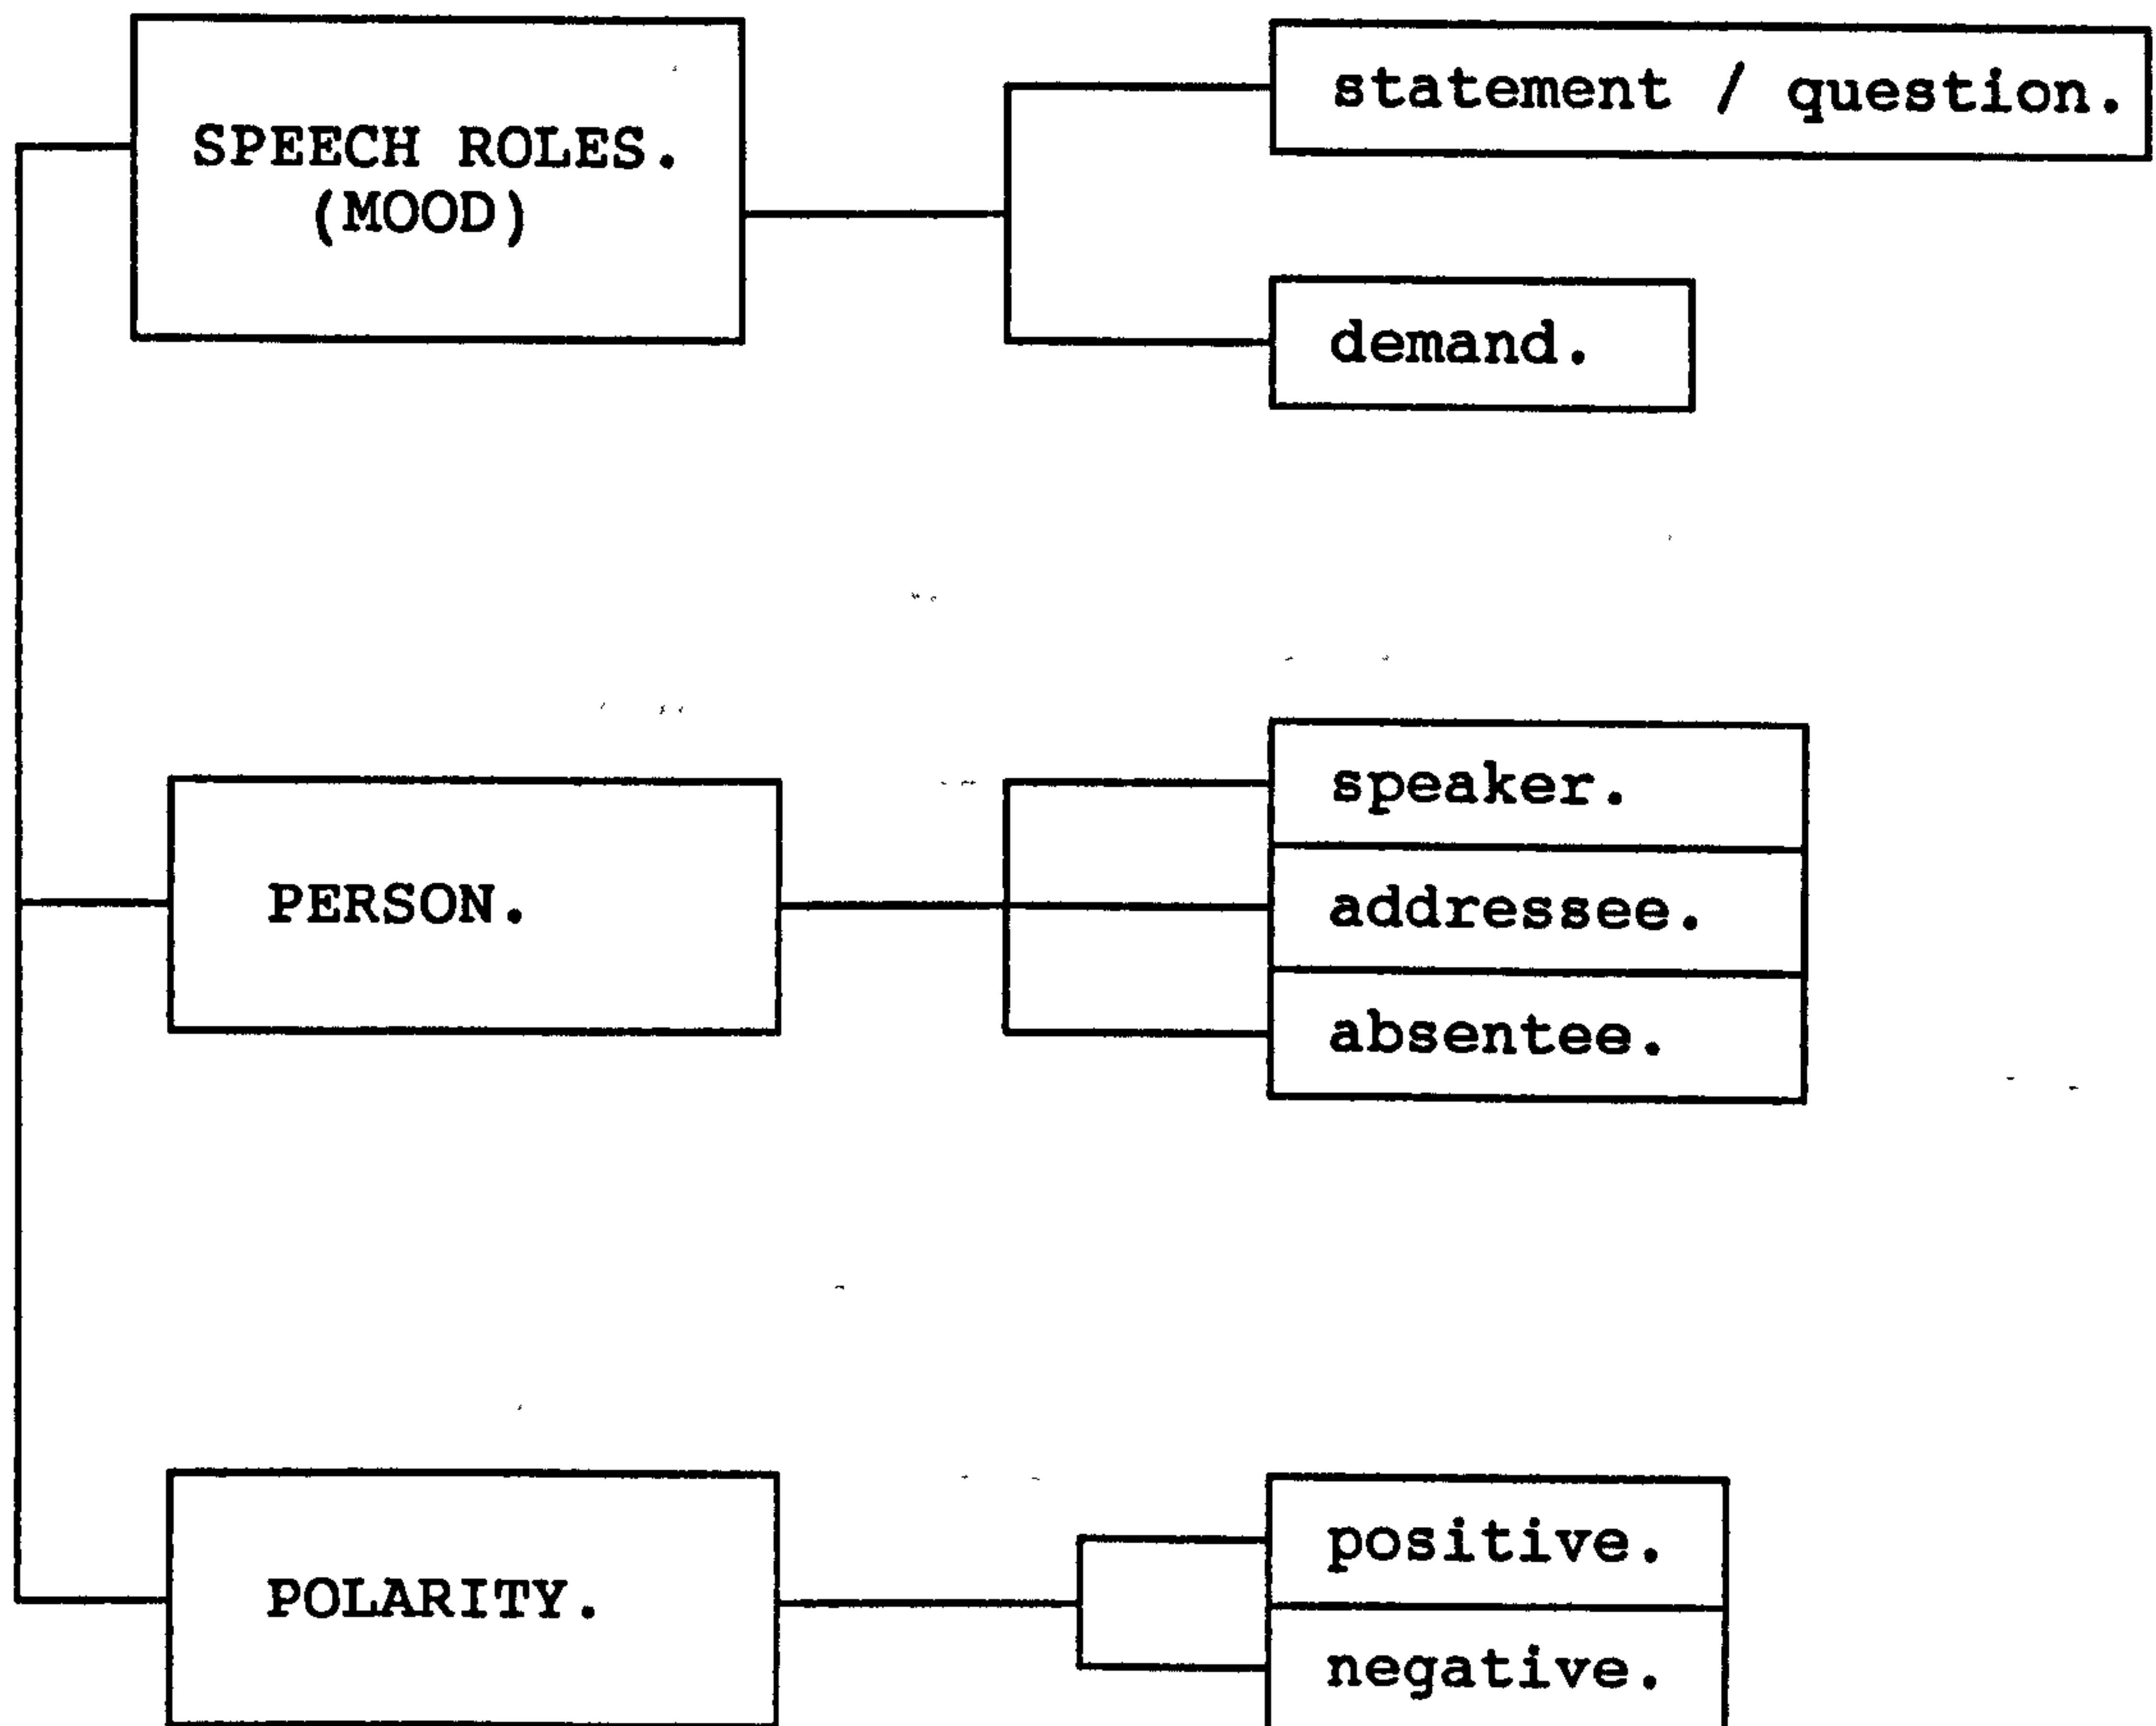 SPEECH ROLES.
(MOOD)
statement / question.
demand.
PERSON.
speaker.
addressee.
absentee.
POLARITY.
positive.
negative.